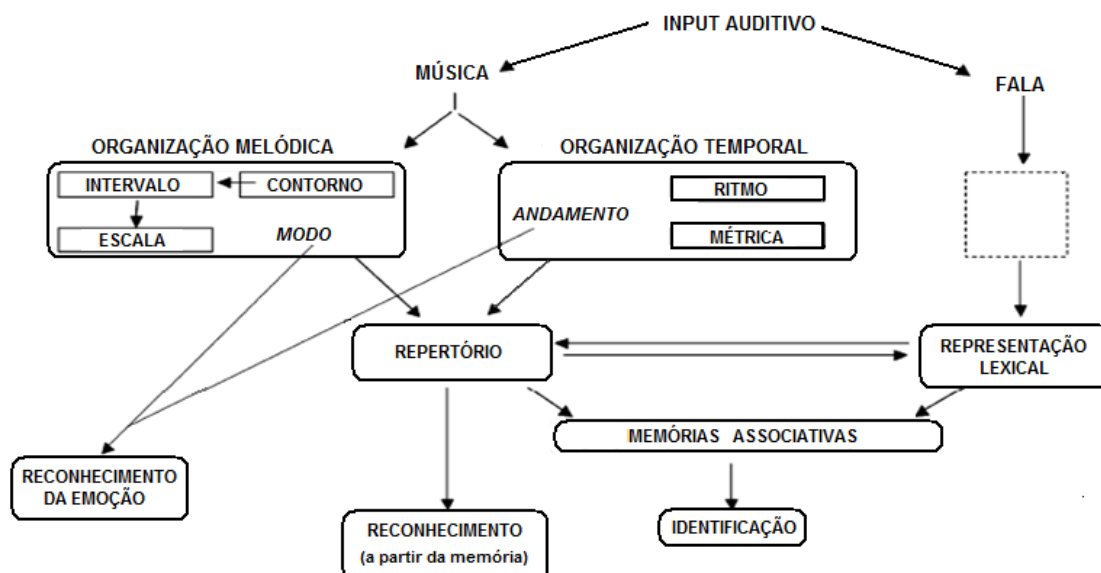 INPUT AUDITIVO
MÚSICA
FALA
ORGANIZAÇÃO MELÓDICA
ORGANIZAÇÃO TEMPORAL
INTERVALO
CONTORNO
ESCALA
MODO
ANDAMENTO
RITMO
MÉTRICA
REPERTÓRIO
REPRESENTAÇÃO
LEXICAL
MEMÓRIAS ASSOCIATIVAS
RECONHECIMENTO
DA EMOÇÃO
RECONHECIMENTO
(a partir da memória)
IDENTIFICAÇÃO